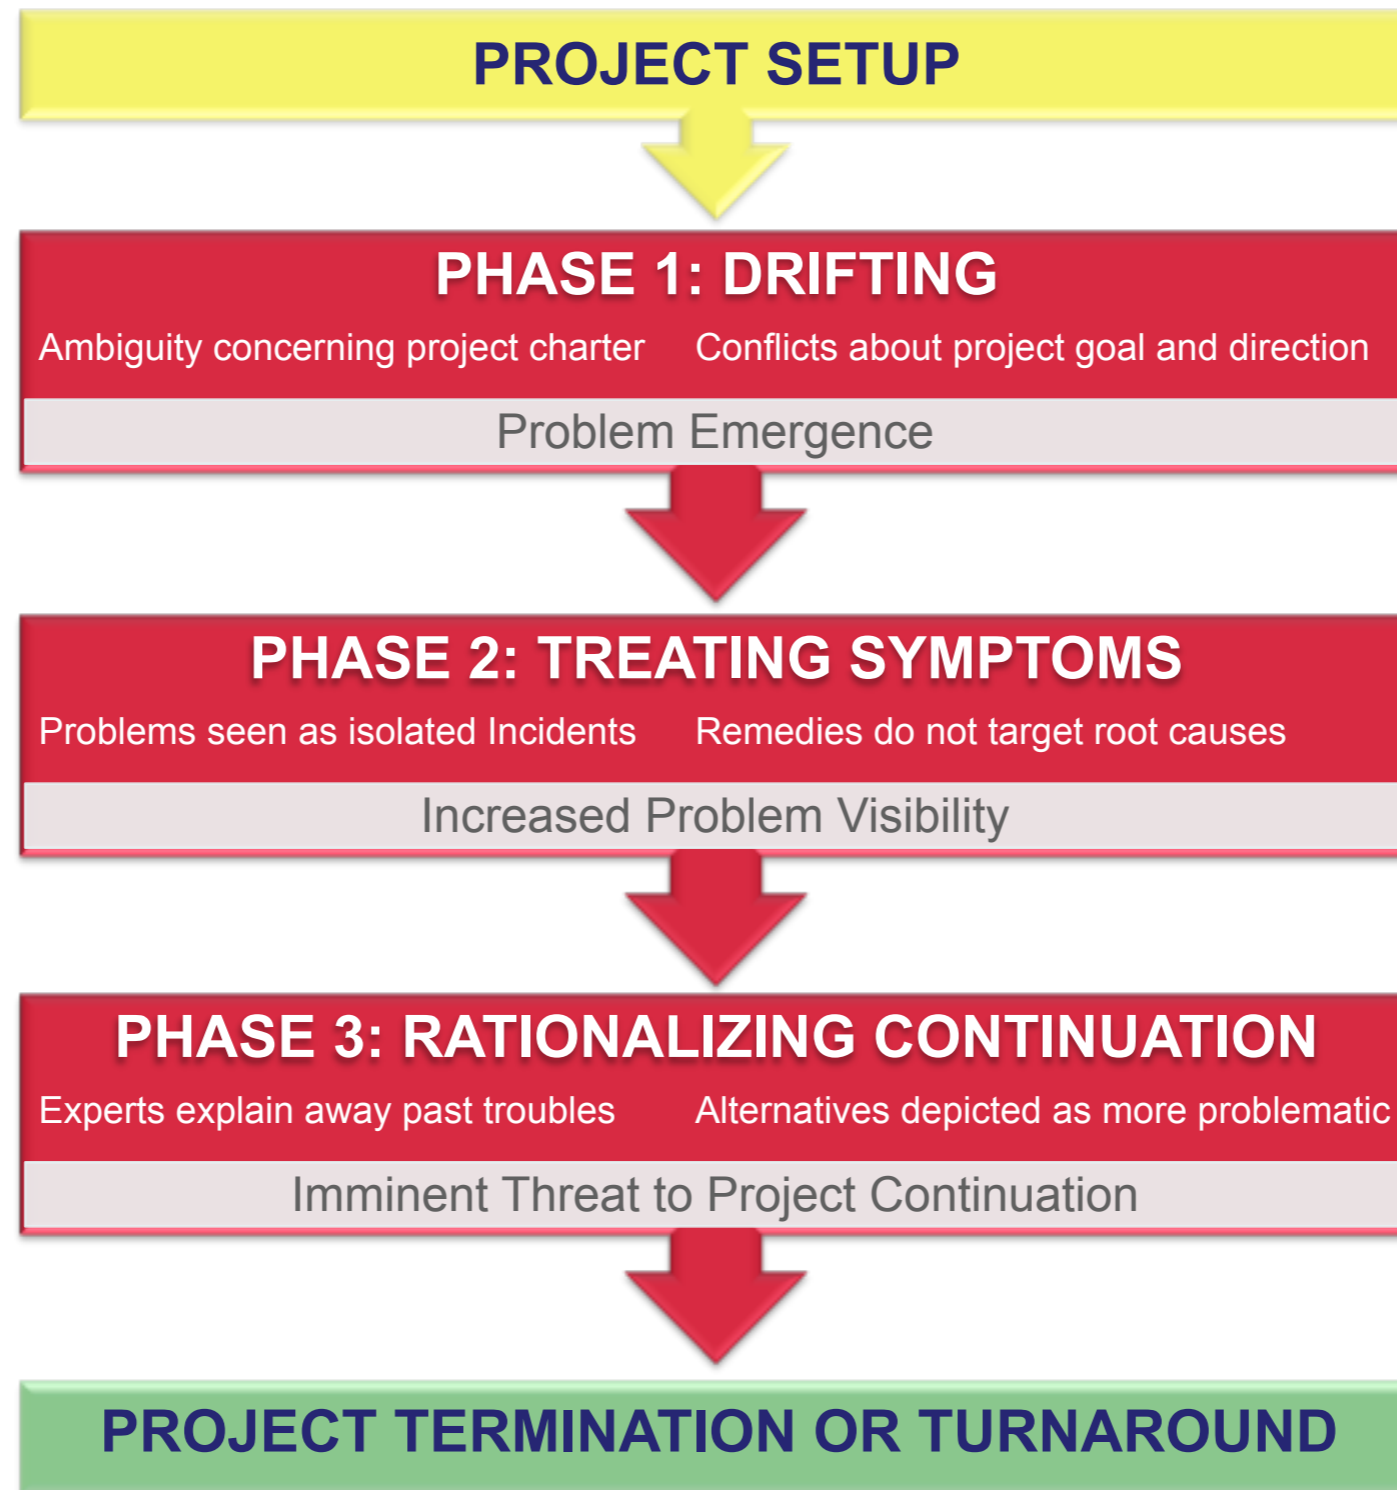 PROJECT SETUP
PHASE 1: DRIFTING
Ambiguity concerning project charter
Conflicts about project goal and direction
Problem Emergence
PHASE 2: TREATING SYMPTOMS
Problems seen as isolated Incidents
Remedies do not target root causes
Increased Problem Visibility
PHASE 3: RATIONALIZING CONTINUATION
Experts explain away past troubles
Alternatives depicted as more problematic
Imminent Threat to Project Continuation
PROJECT TERMINATION OR TURNAROUND